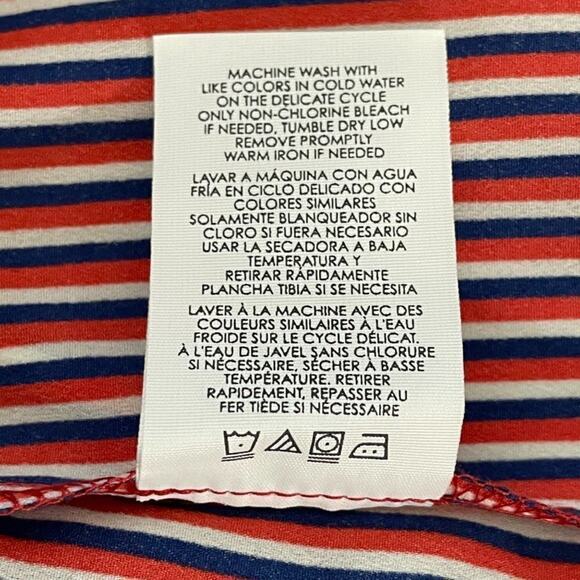 MACHINE WASH WITH
LIKE COLORS IN COLD WATER
ON THE DELICATE CYCLE
ONLY NON-CHLORINE BLEACH
IF NEEDED, TUMBLE DRY LOW
REMOVE PROMPTLY
WARM IRON IF NEEDED
LAVAR A MÁQUINA CON AGUA
FRÍA EN CICLO DELICADO CON
COLORES SIMILARES
SOLAMENTE BLANQUEADOR SIN
CLORO SI FUERA NECESARIO
USAR LA SECADORA A BAJA
TEMPERATURA Y
RETIRAR RÁPIDAMENTE
PLANCHA TIBIA SI SE NECESITA
LAVER À LA MACHINE AVEC DES
COULEURS SIMILAIRES À L'EAU
FROIDE SUR LE CYCLE DÉLICAT.
À L'EAU DE JAVEL SANS CHLORURE
SI NÉCESSAIRE, SÉCHER À BASSE
TEMPÉRATURE. RETIRER
RAPIDEMENT, REPASSER AU
FER TIÈDE SI NÉCESSAIRE